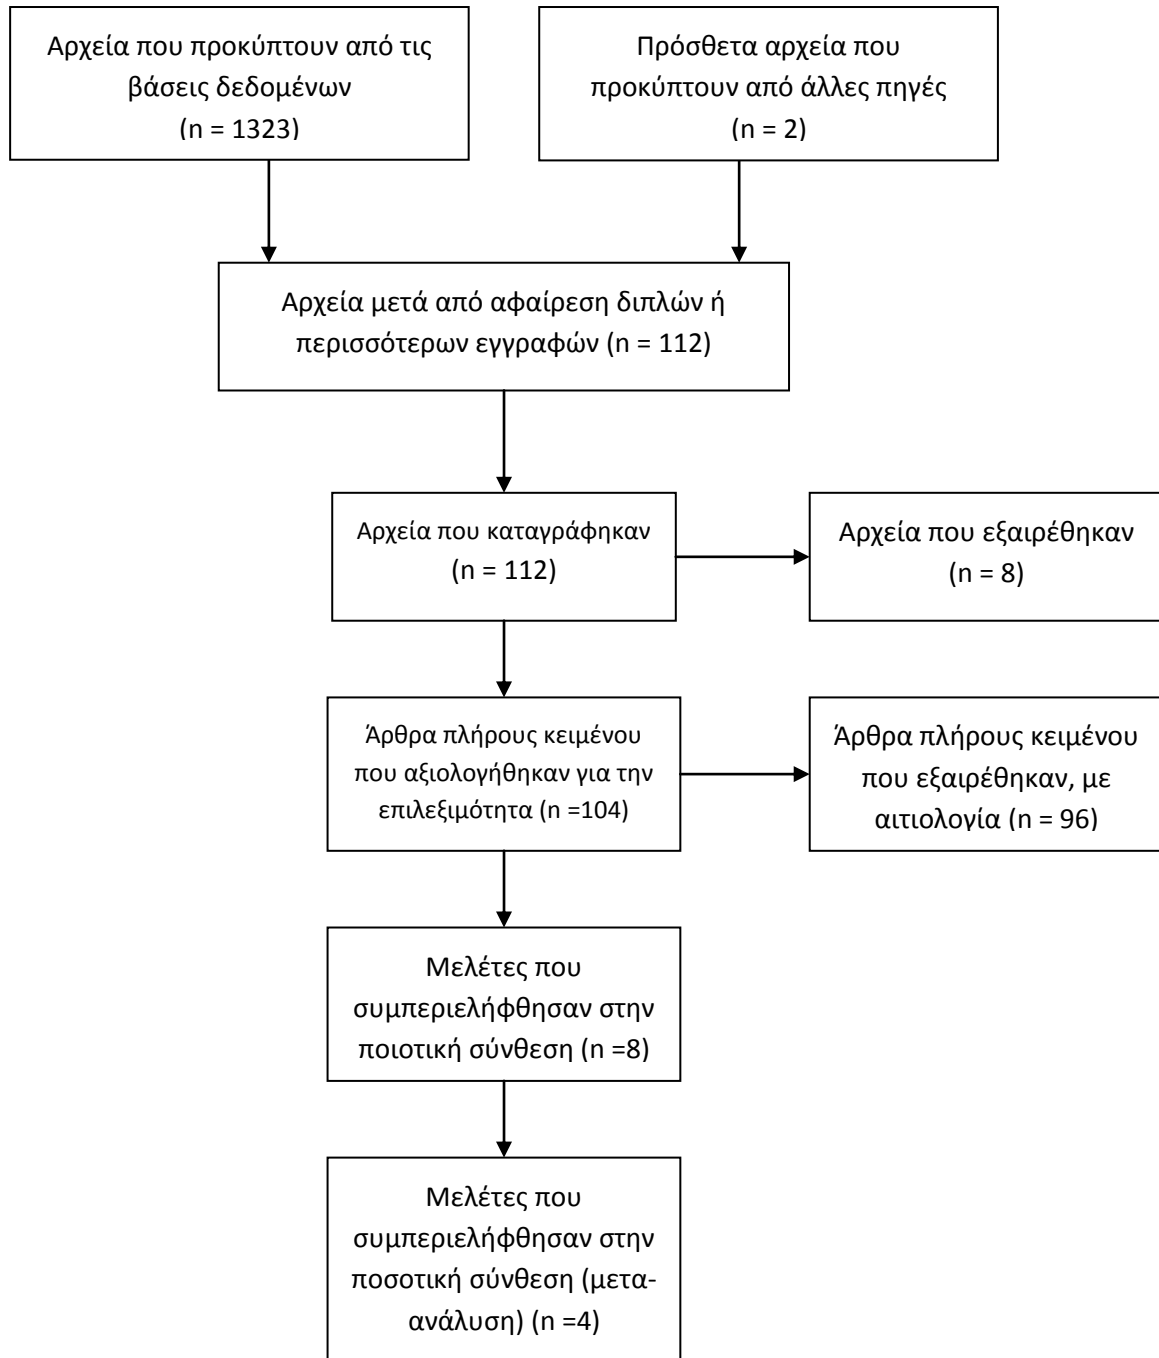 Αρχεία που προκύπτουν από τις
βάσεις δεδομένων
(n = 1323)
Πρόσθετα αρχεία που
προκύπτουν από άλλες πηγές
(n = 2)
Αρχεία μετά από αφαίρεση διπλών ή
περισσότερων εγγραφών (n = 112)
Αρχεία που καταγράφηκαν
(n = 112)
Αρχεία που εξαιρέθηκαν
(n = 8)
Άρθρα πλήρους κειμένου
που αξιολογήθηκαν για την
επιλεξιμότητα (n =104)
Άρθρα πλήρους κειμένου
που εξαιρέθηκαν, με
αιτιολογία (n = 96)
Μελέτες που
συμπεριελήφθησαν στην
ποιοτική σύνθεση (n =8)
Μελέτες που
συμπεριελήφθησαν στην
ποσοτική σύνθεση (μετα-
ανάλυση) (n =4)